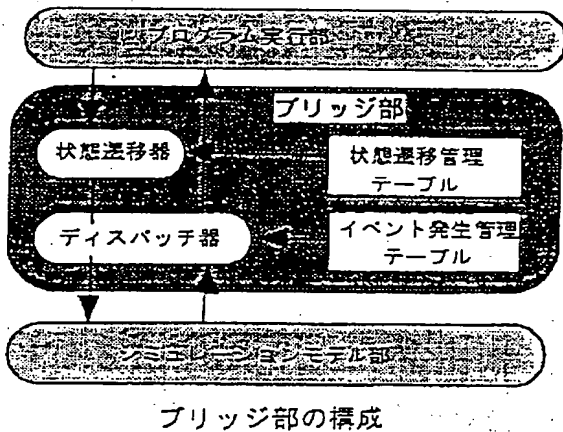 プログラム実行部
ブリッジ部
状態遷移器
状態遷移管理
テーブル
ディスパッチ器
イベント発生管理
テーブル
シミュレーションモデル部
ブリッジ部の構成